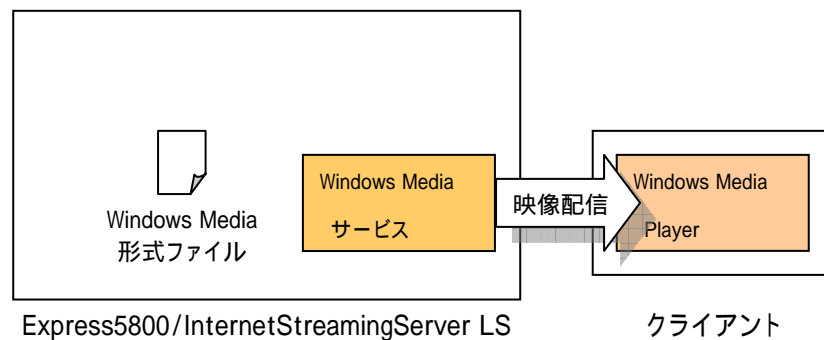 Windows Media
形式ファイル
Windows Media
サービス
映像配信
Windows Media
Player
Express5800/InternetStreamingServer LS
クライアント